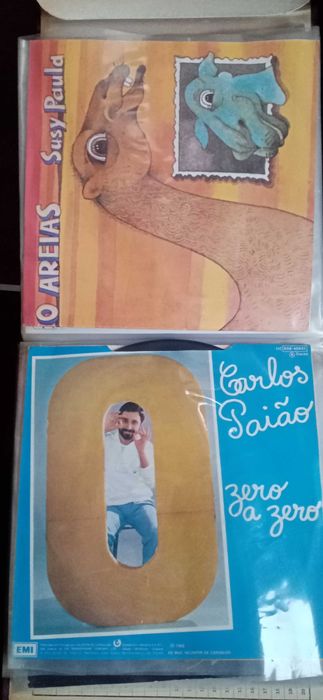 O AREIAS
Susy Paula
Carlos
Paião
zero
a zero
EMI